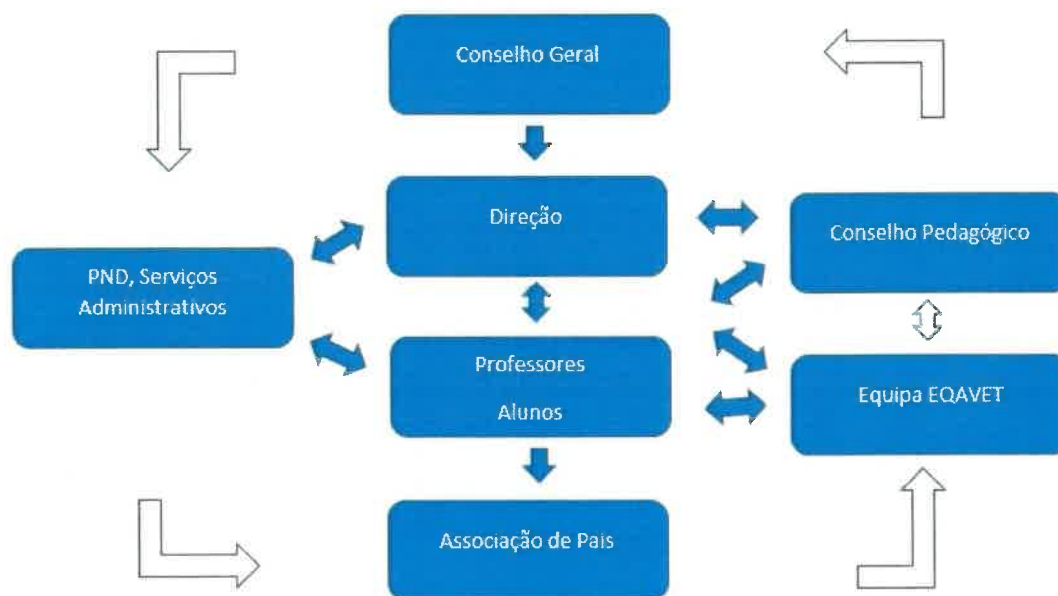 Conselho Geral
Direção
Conselho Pedagógico
PND, Serviços
Administrativos
Professores
Alunos
Equipa EQAVET
Associação de Pais